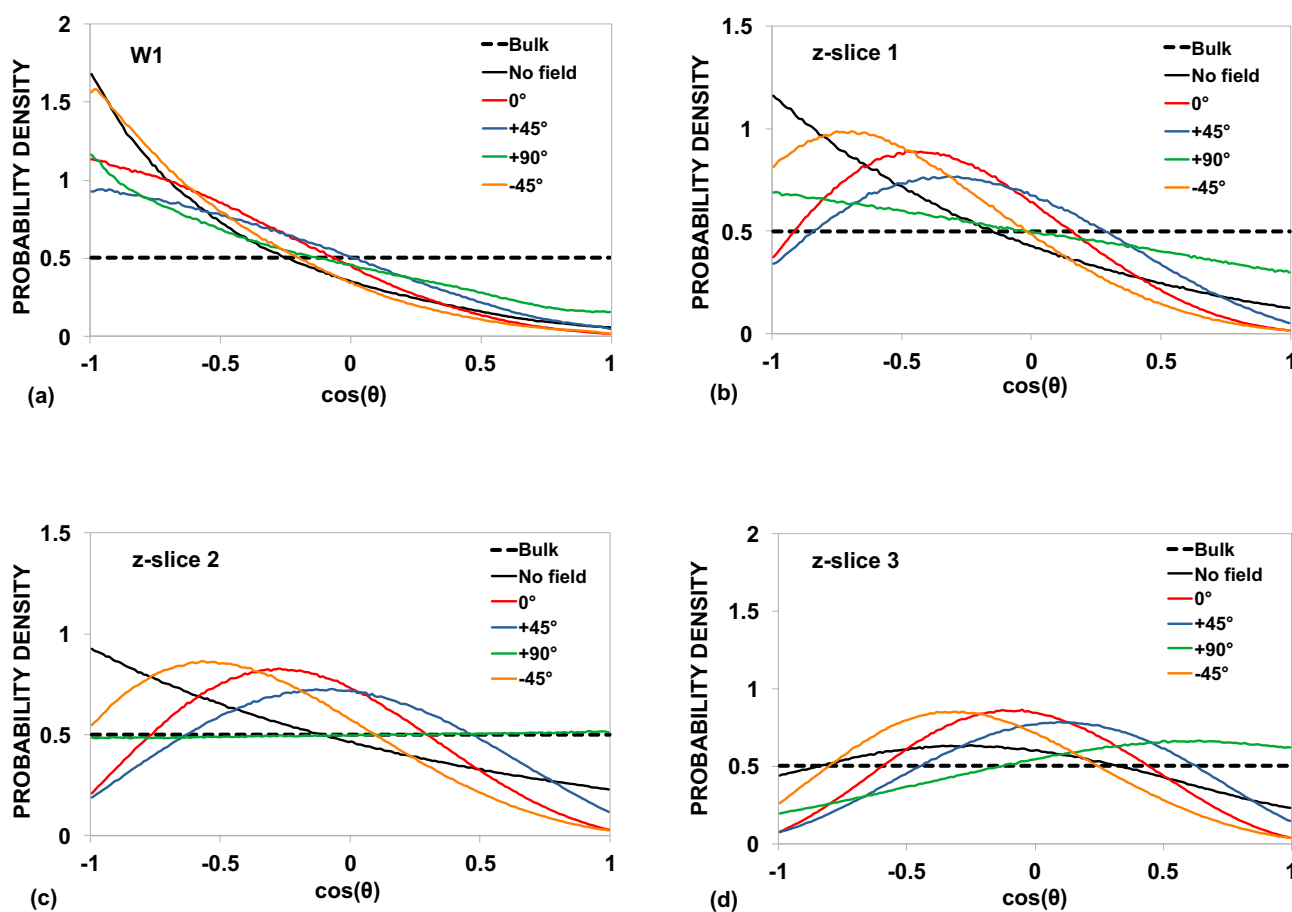 W1
PROBABILITY DENSITY
2
1.5
1
0.5
0
-1
-0.5
0
0.5
1
cos(θ)
Bulk
No field
0°
+45°
+90°
-45°
(a)
z-slice 1
PROBABILITY DENSITY
1.5
1
0.5
0
-1
-0.5
0
0.5
1
cos(θ)
Bulk
No field
0°
+45°
+90°
-45°
(b)
z-slice 2
PROBABILITY DENSITY
1.5
1
0.5
0
-1
-0.5
0
0.5
1
cos(θ)
Bulk
No field
0°
+45°
+90°
-45°
(c)
z-slice 3
PROBABILITY DENSITY
2
1.5
1
0.5
0
-1
-0.5
0
0.5
1
cos(θ)
Bulk
No field
0°
+45°
+90°
-45°
(d)